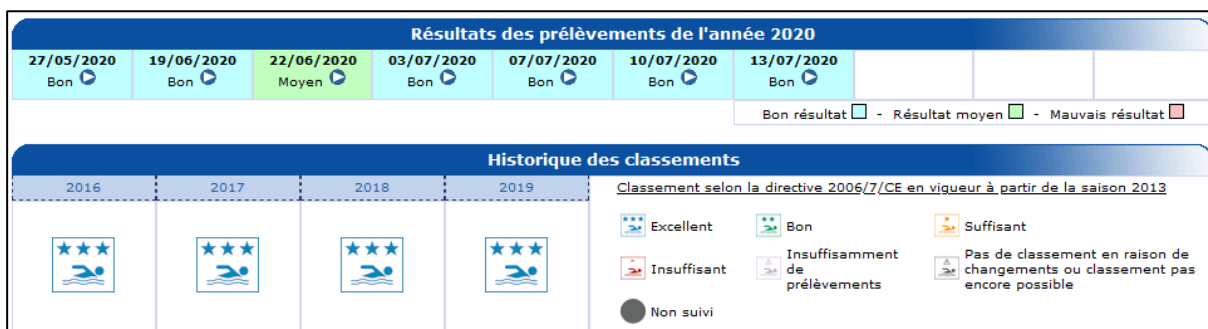 Résultats des prélèvements de l'année 2020
27/05/2020 19/06/2020 22/06/2020 03/07/2020 07/07/2020 10/07/2020 13/07/2020
Bon Bon Moyen Bon Bon Bon Bon
Bon résultat - Résultat moyen - Mauvais résultat
Historique des classements
2016 2017 2018 2019
Classement selon la directive 2006/7/CE en vigueur à partir de la saison 2013
Excellent Bon Suffisant
Insuffisant
Insuffisamment
de
prélèvements
Pas de classement en raison de
changements ou classement pas
encore possible
Non suivi